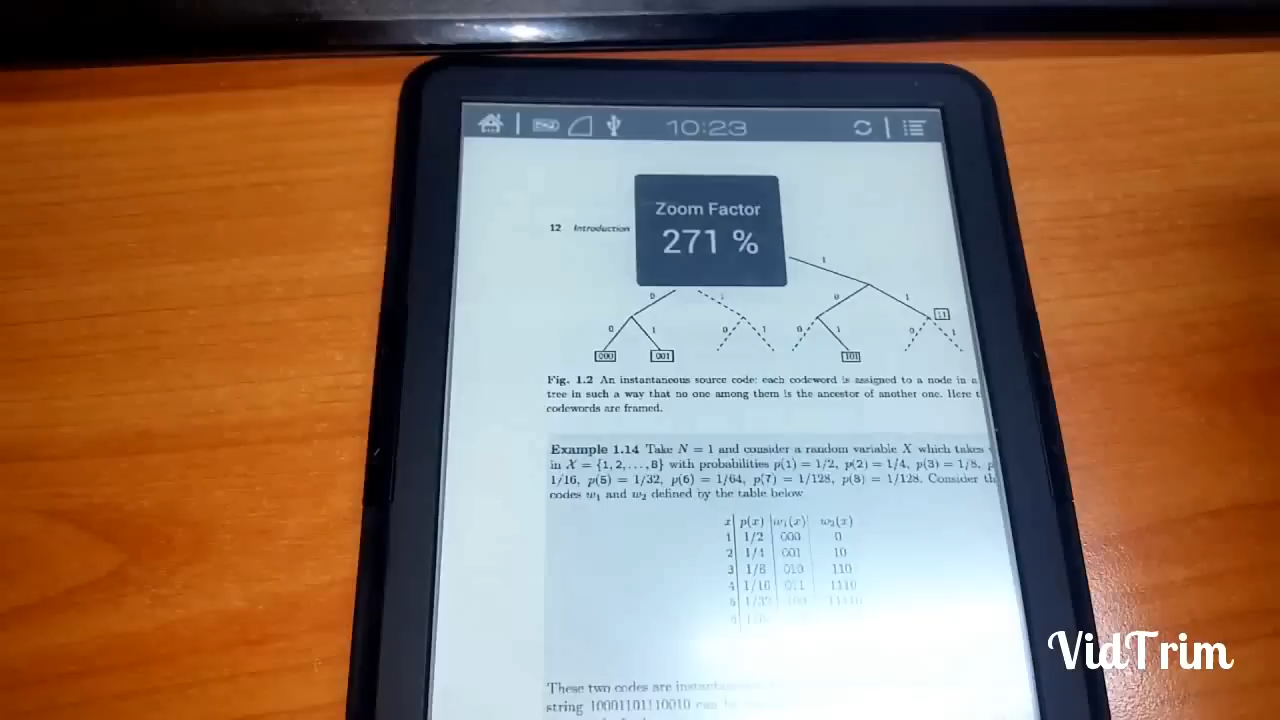 10:23
Zoom Factor
271 %
12 Introduction
1
0 1 0 1
11
0 1 0 1 0 1 0 1
000 001 101
Fig. 1.2 An instantaneous source code: each codeword is assigned to a node in a
tree in such a way that no one among them is the ancestor of another one. Here
codewords are framed.
Example 1.14 Take N = 1 and consider a random variable X which takes
in X = {1, 2, . . . , 8} with probabilities p(1) = 1/2, p(2) = 1/4, p(3) = 1/8,
1/16, p(5) = 1/32, p(6) = 1/64, p(7) = 1/128, p(8) = 1/128. Consider
codes w₁ and w₂ defined by the table below
x p(x) w₁(x) w₂(x)
1 1/2 000 0
2 1/4 001 10
3 1/8 010 110
4 1/16 011 1110
5 1/32 100 11110
These two codes are
string 10001101110010 can
VidTrim